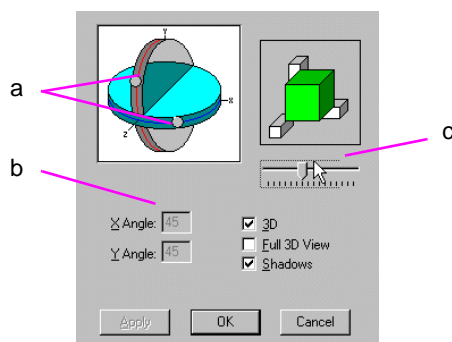 a
Y
X
Z
c
b
X Angle: 45
Y Angle: 45
3D
Full 3D View
Shadows
Apply
OK
Cancel